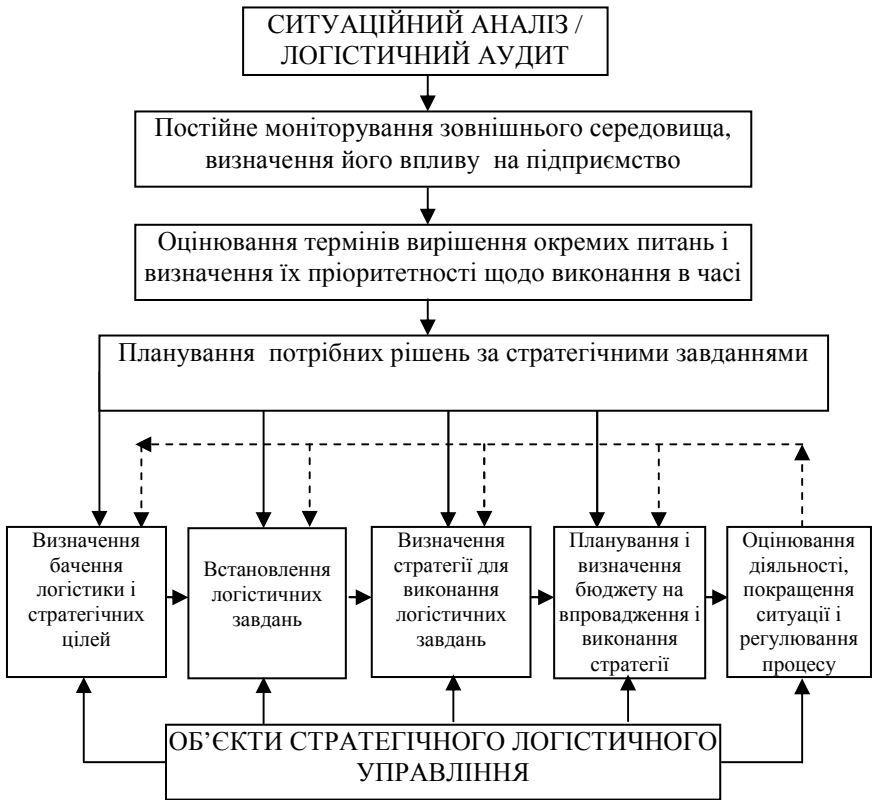 СИТУАЦІЙНИЙ АНАЛІЗ /
ЛОГІСТИЧНИЙ АУДИТ
Постійне моніторування зовнішнього середовища,
визначення його впливу на підприємство
Оцінювання термінів вирішення окремих питань і
визначення їх пріоритетності щодо виконання в часі
Планування потрібних рішень за стратегічними завданнями
Визначення
бачення
логістики і
стратегічних
цілей
Встановлення
логістичних
завдань
Визначення
стратегії для
виконання
логістичних
завдань
Планування і
визначення
бюджету на
впровадження і
виконання
стратегії
Оцінювання
діяльності,
покращення
ситуації і
регулювання
процесу
ОБ’ЄКТИ СТРАТЕГІЧНОГО ЛОГІСТИЧНОГО
УПРАВЛІННЯ